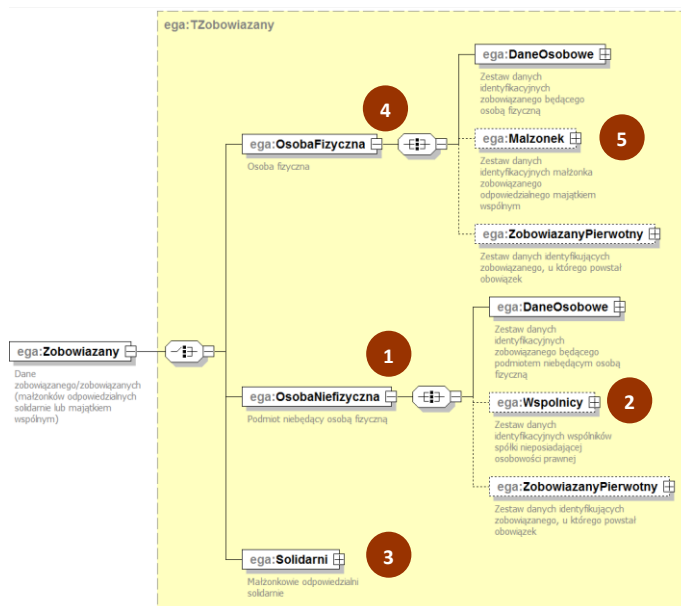 ega:TZobowiazany
ega:DaneOsobowe
Zestaw danych
identyfikacyjnych
zobowiązanego będącego
osobą fizyczną
4
ega:OsobaFizyczna
Osoba fizyczna
ega:Malzonek
5
Zestaw danych
identyfikacyjnych małżonka
zobowiązanego
odpowiedzialnego majątkiem
wspólnym
ega:ZobowiazanyPierwotny
Zestaw danych identyfikujących
zobowiązanego, u którego powstał
obowiązek
ega:Zobowiazany
Dane
zobowiązanego/zobowiązanych
(małżonków odpowiedzialnych
solidarnie lub majątkiem
wspólnym)
1
ega:OsobaNiefizyczna
Podmiot niebędący osobą fizyczną
ega:DaneOsobowe
Zestaw danych
identyfikacyjnych
zobowiązanego będącego
podmiotem niebędącym osobą
fizyczną
ega:Wspolnicy
2
Zestaw danych
identyfikacyjnych wspólników
spółki nieposiadającej
osobowości prawnej
ega:ZobowiazanyPierwotny
Zestaw danych identyfikujących
zobowiązanego, u którego powstał
obowiązek
ega:Solidarni
3
Małżonkowie odpowiedzialni
solidarnie